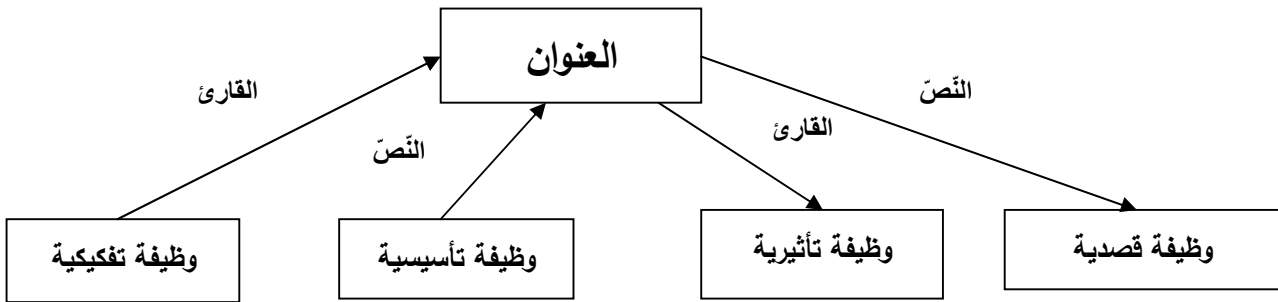 العنوان
النّصّ
القارئ
القارئ
النّصّ
وظيفة قصدية
وظيفة تأثيرية
وظيفة تأسيسية
وظيفة تفكيكية